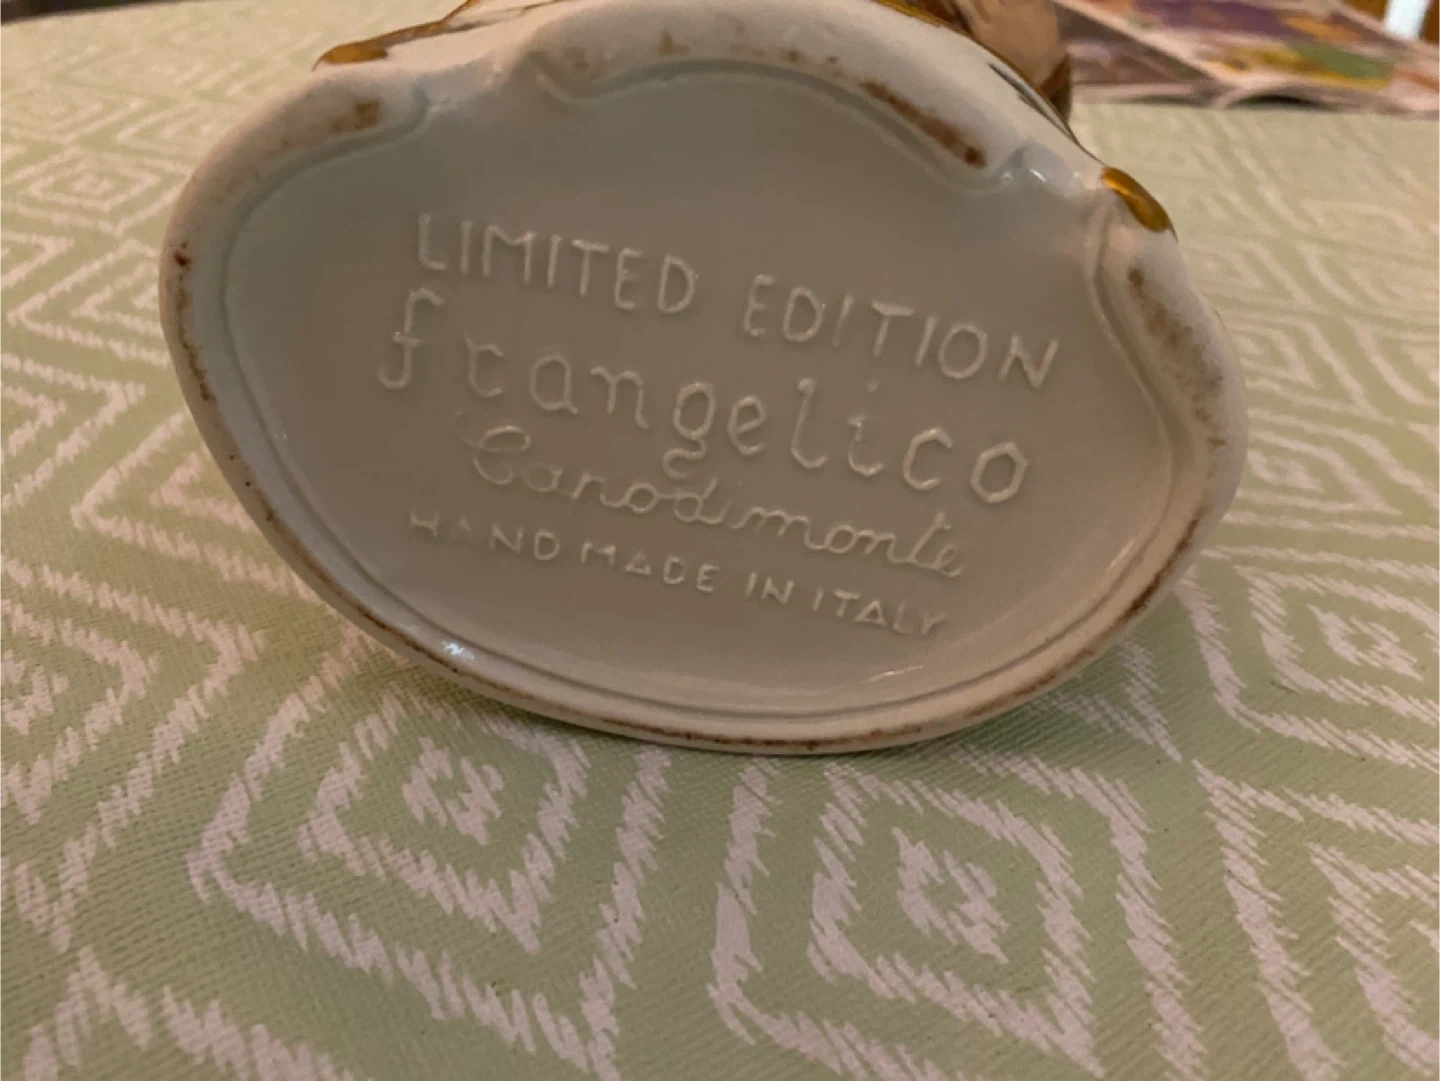 LIMITED EDITION
frangelico
Capodimonte
HAND MADE IN ITALY